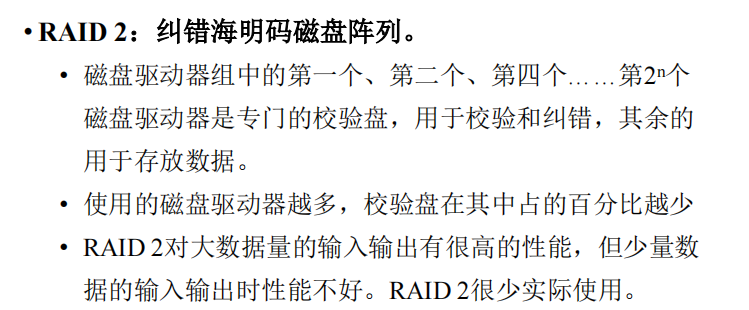 • RAID 2：纠错海明码磁盘阵列。
• 磁盘驱动器组中的第一个、第二个、第四个……第2ⁿ个
磁盘驱动器是专门的校验盘，用于校验和纠错，其余的
用于存放数据。
• 使用的磁盘驱动器越多，校验盘在其中占的百分比越少
• RAID 2对大数据量的输入输出有很高的性能，但少量数
据的输入输出时性能不好。RAID 2很少实际使用。